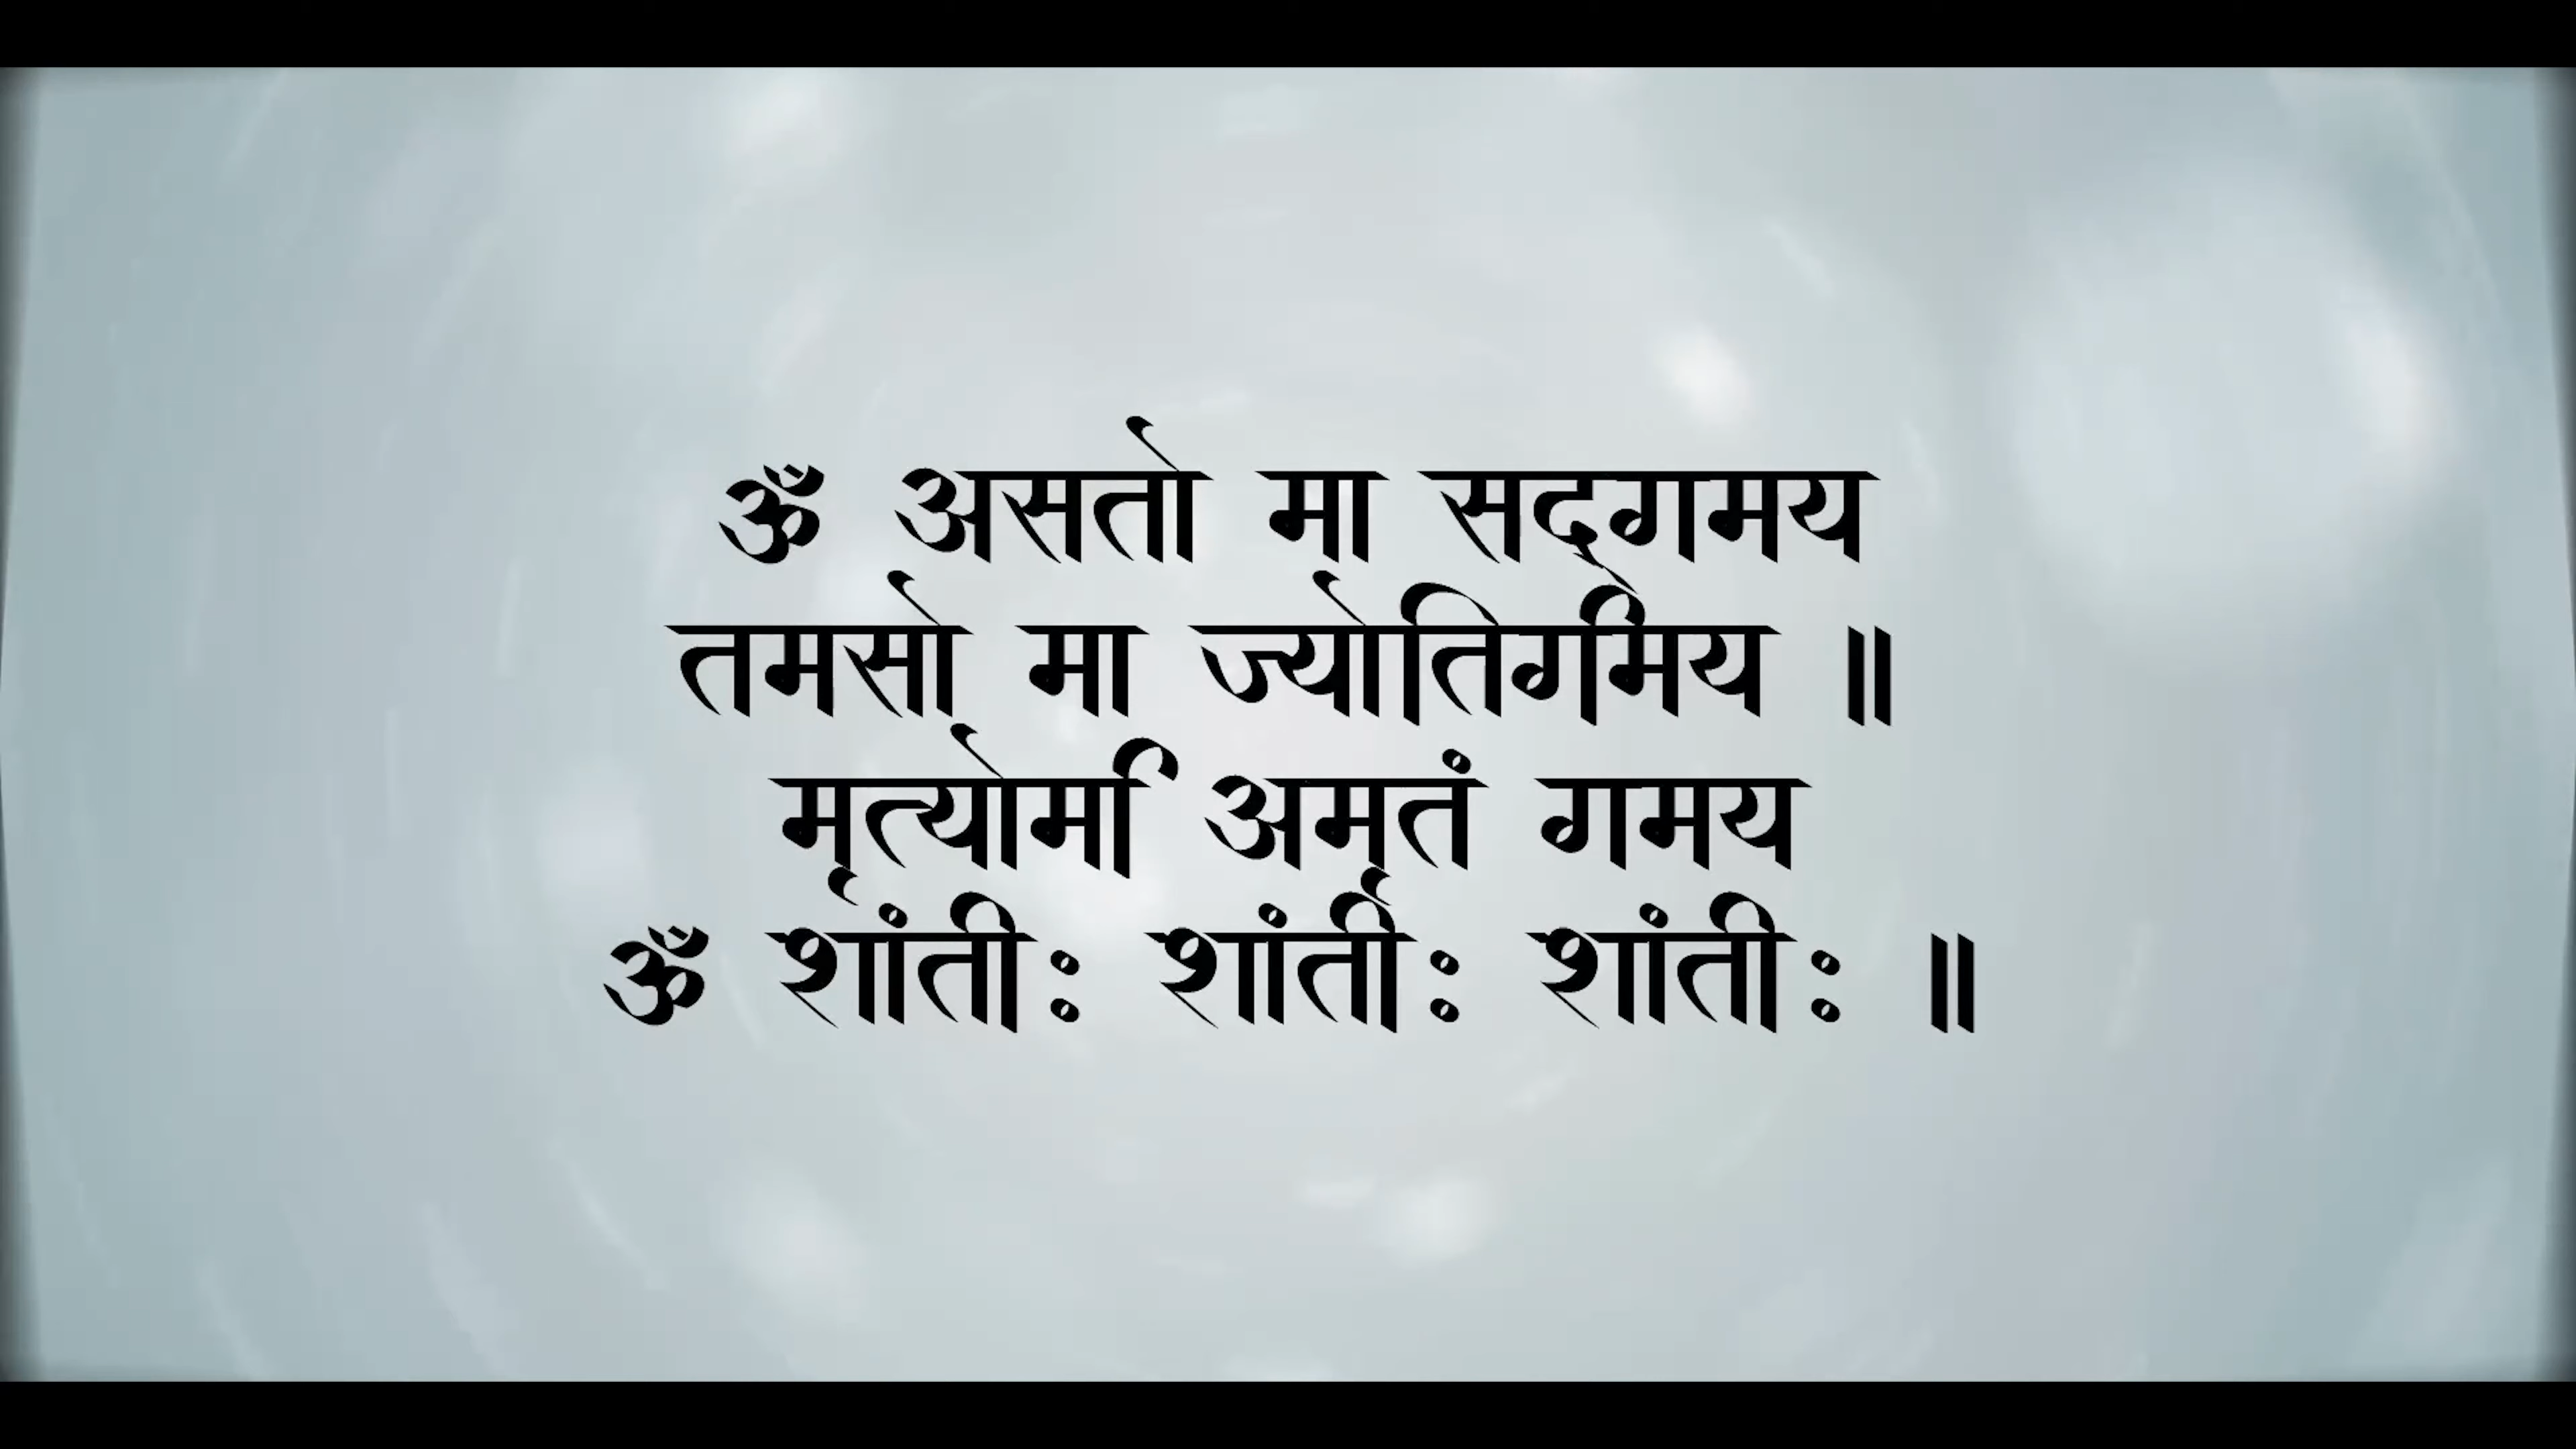 ॐ असतो मा सद्गमय
तमसो मा ज्योतिर्गमय ॥
मृत्योर्मा अमृतं गमय
ॐ शांतीः शांतीः शांतीः ॥